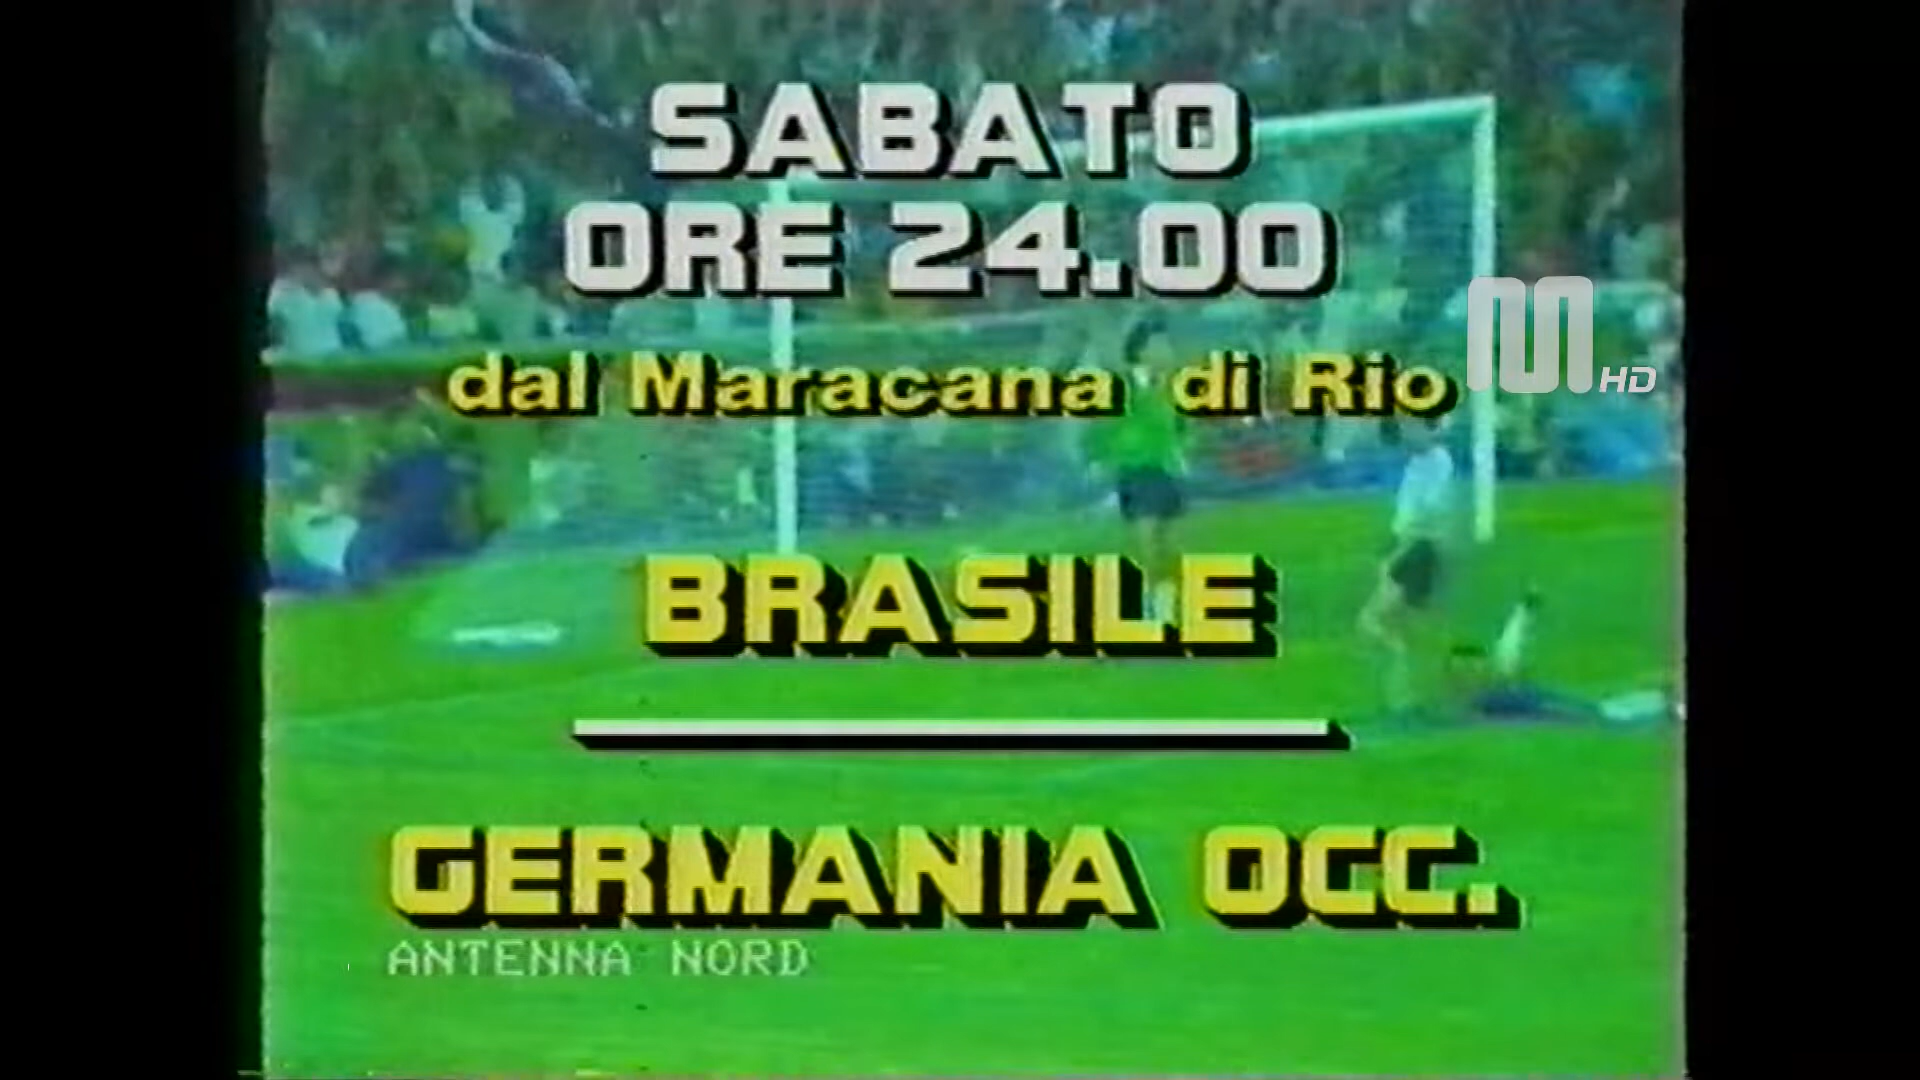 SABATO
ORE 24.00
dal Maracana di Rio
M HD
BRASILE
GERMANIA OCC.
ANTENNA NORD